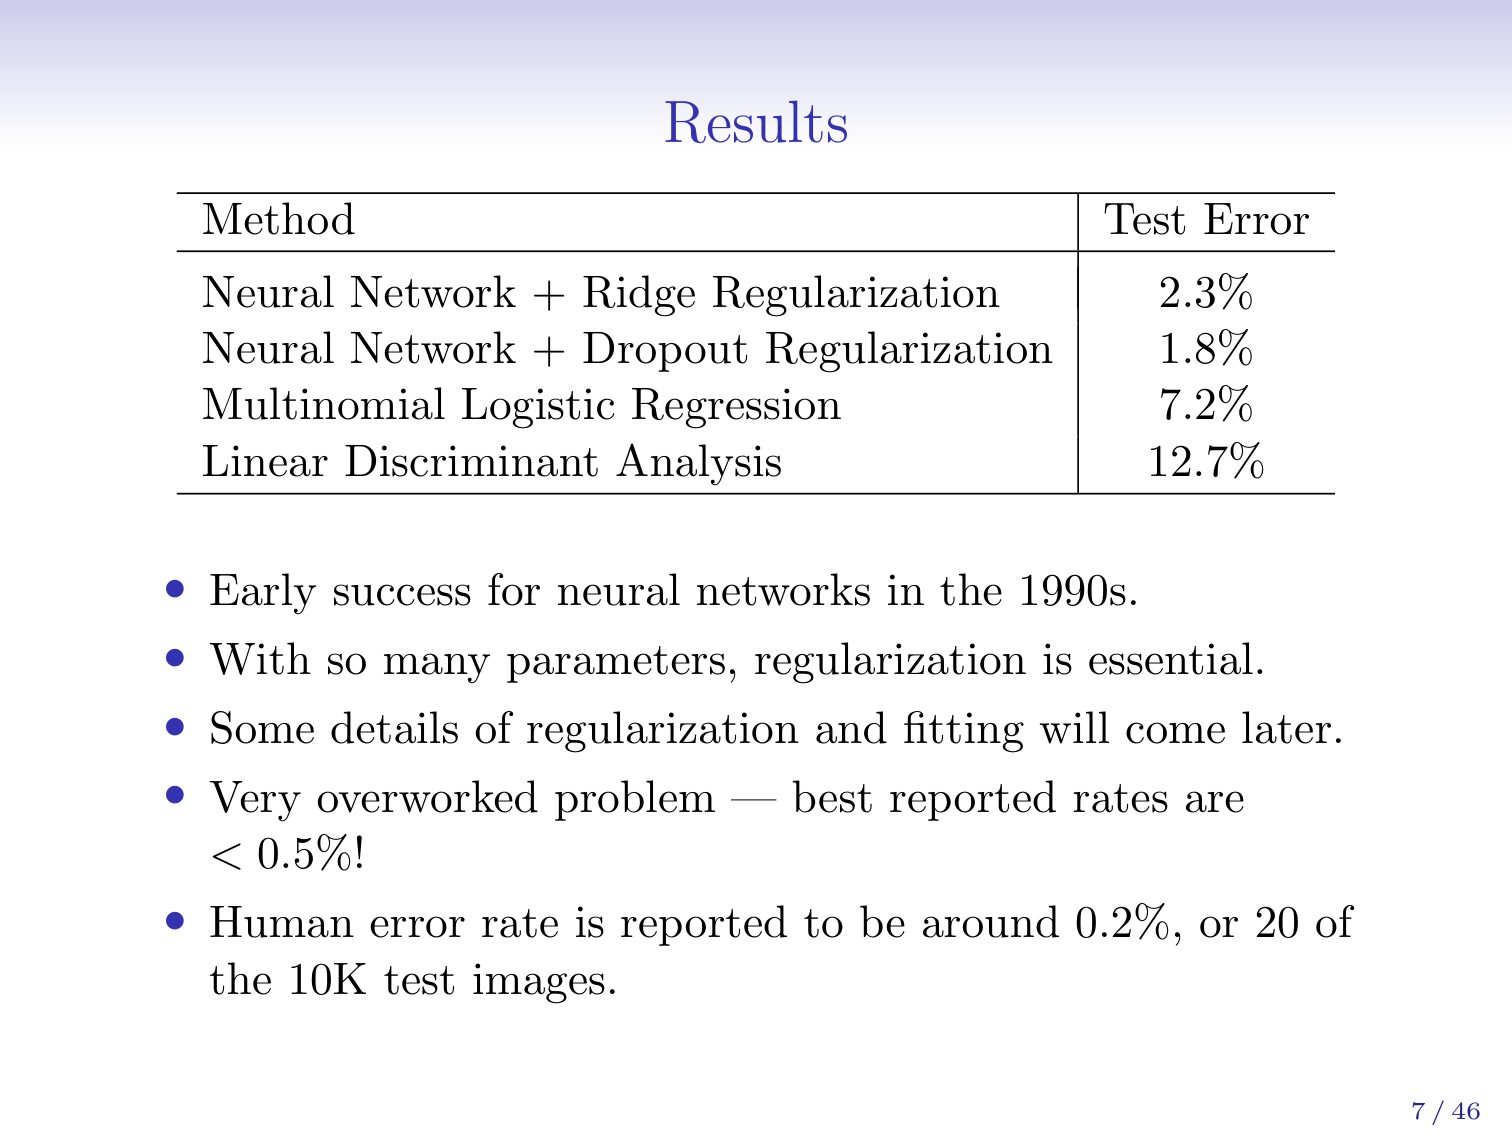 Results
Method Test Error
Neural Network + Ridge Regularization 2.3%
Neural Network + Dropout Regularization 1.8%
Multinomial Logistic Regression 7.2%
Linear Discriminant Analysis 12.7%
• Early success for neural networks in the 1990s.
• With so many parameters, regularization is essential.
• Some details of regularization and fitting will come later.
• Very overworked problem — best reported rates are
< 0.5%!
• Human error rate is reported to be around 0.2%, or 20 of
the 10K test images.
7 / 46